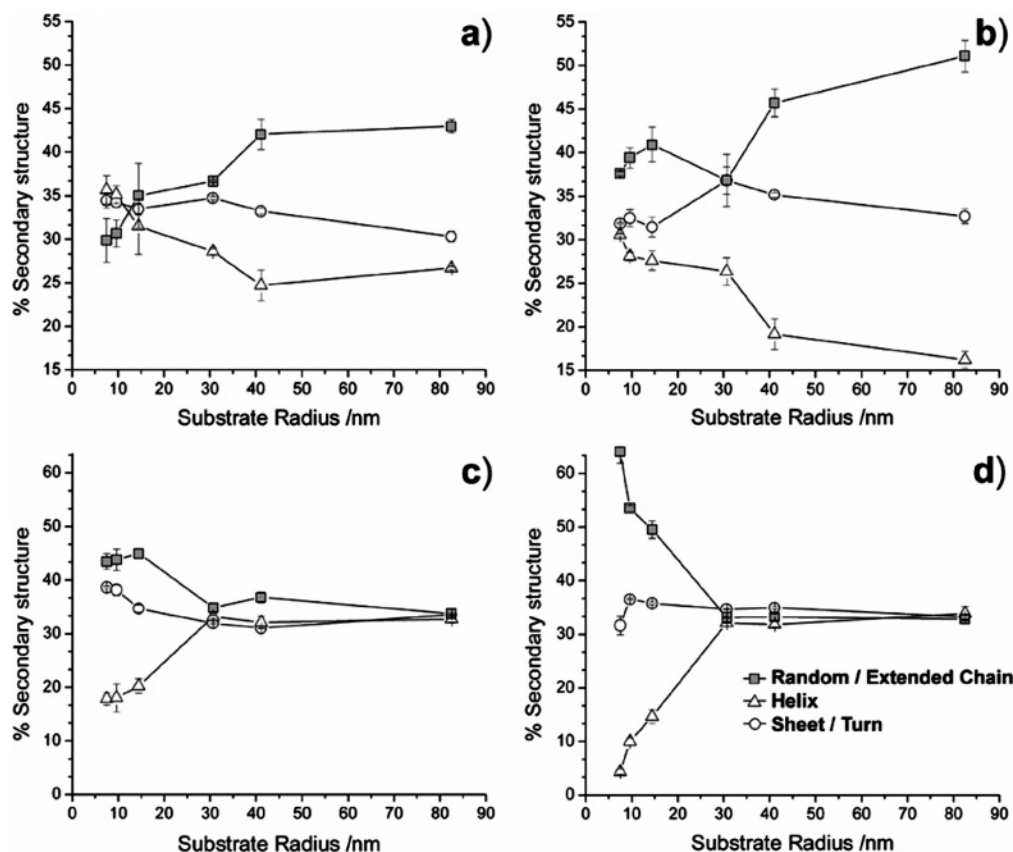 a)
55
50
45
40
35
30
25
20
15
% Secondary structure
0 10 20 30 40 50 60 70 80 90
Substrate Radius /nm
b)
55
50
45
40
35
30
25
20
15
% Secondary structure
0 10 20 30 40 50 60 70 80 90
Substrate Radius /nm
c)
60
50
40
30
20
10
0
% Secondary structure
0 10 20 30 40 50 60 70 80 90
Substrate Radius /nm
d)
60
50
40
30
20
10
0
% Secondary structure
Random / Extended Chain
Helix
Sheet / Turn
0 10 20 30 40 50 60 70 80 90
Substrate Radius /nm